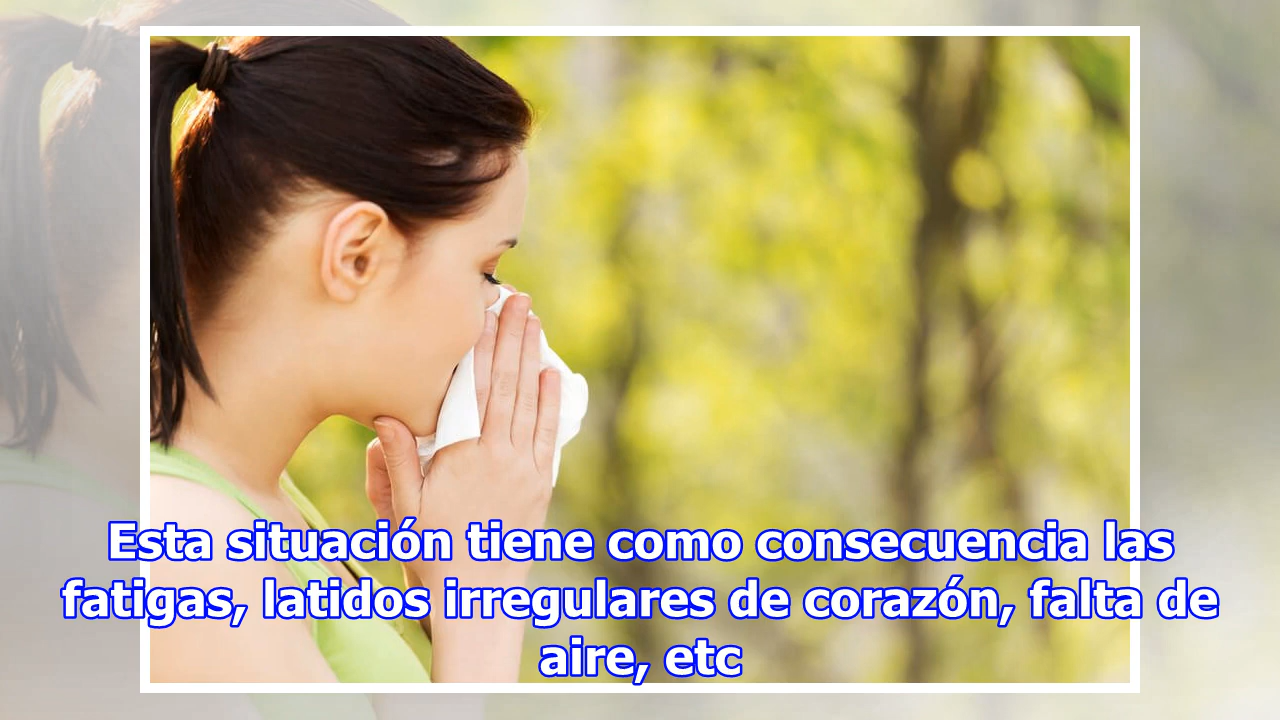 Esta situación tiene como consecuencia las
fatigas, latidos irregulares de corazón, falta de
aire, etc